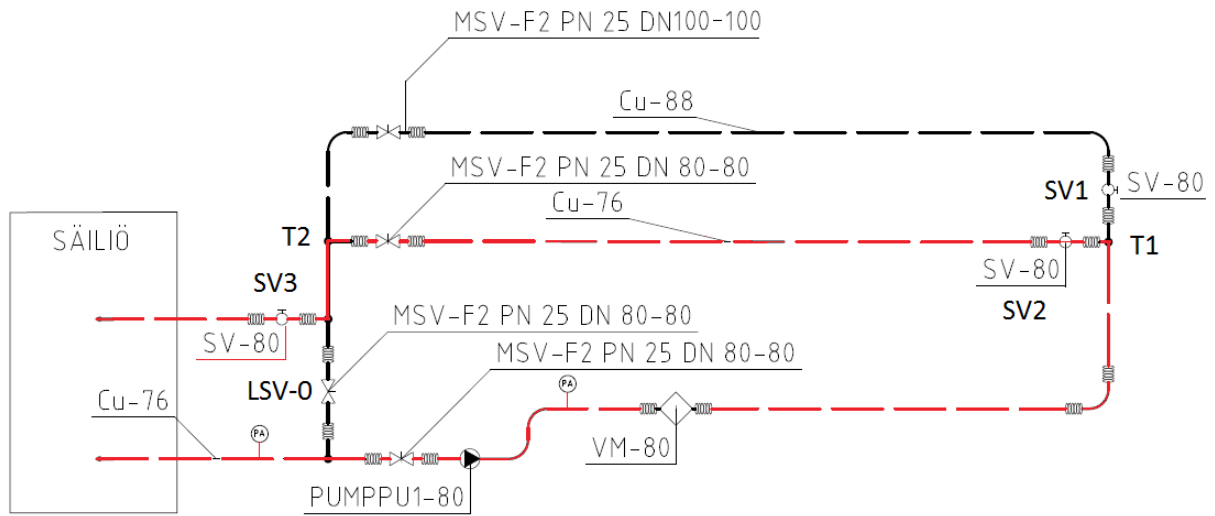 MSV-F2 PN 25 DN100-100
Cu-88
MSV-F2 PN 25 DN 80-80
SV1
SV-80
Cu-76
SÄILIÖ
T2
T1
SV-80
SV3
SV2
MSV-F2 PN 25 DN 80-80
SV-80
MSV-F2 PN 25 DN 80-80
LSV-0
PA
Cu-76
PA
VM-80
PUMPPU1-80